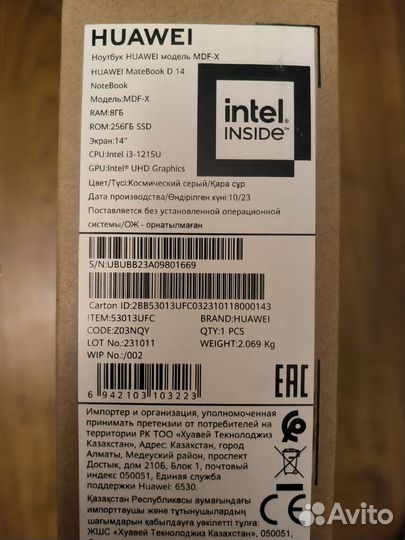 HUAWEI
Ноутбук HUAWEI модель MDF-X
HUAWEI MateBook D 14
NoteBook
Модель:MDF-X
RAM:8ГБ
ROM:256ГБ SSD
Экран:14"
CPU:Intel i3-1215U
GPU:Intel® UHD Graphics
intel
INSIDE™
Цвет/Түсі:Космический серый/Қара сұр
Дата производства/Өндірілген күні:10/23
Поставляется без установленной операционной
системы/ОЖ - орнатылмаған
S/N:UBUBB23A09801669
Carton ID:2BB53013UFC032310118000143
ITEM:53013UFC BRAND:HUAWEI
CODE:Z03NQY QTY:1 PCS
LOT No.:231011 WEIGHT:2.069 Kg
WIP No.:/002
6 942103 103223
EAC
Импортер и организация, уполномоченная
принимать претензии от потребителей на
территории РК ТОО «Хуавей Текнолоджиз
Казахстан», Адрес: Казахстан, город
Алматы, Медеуский район, проспект
Достык, дом 210Б, Блок 1, почтовый
индекс 050051, Единая служба
поддержки Huawei: 6530.
Қазақстан Республикасы аумағындағы
импорттаушы және тұтынушылардың
шағымдарын қабылдауға уәкілетті тұлға:
ЖШС «Хуавей Текнолоджиз Казахстан», 050051,
CE
Avito